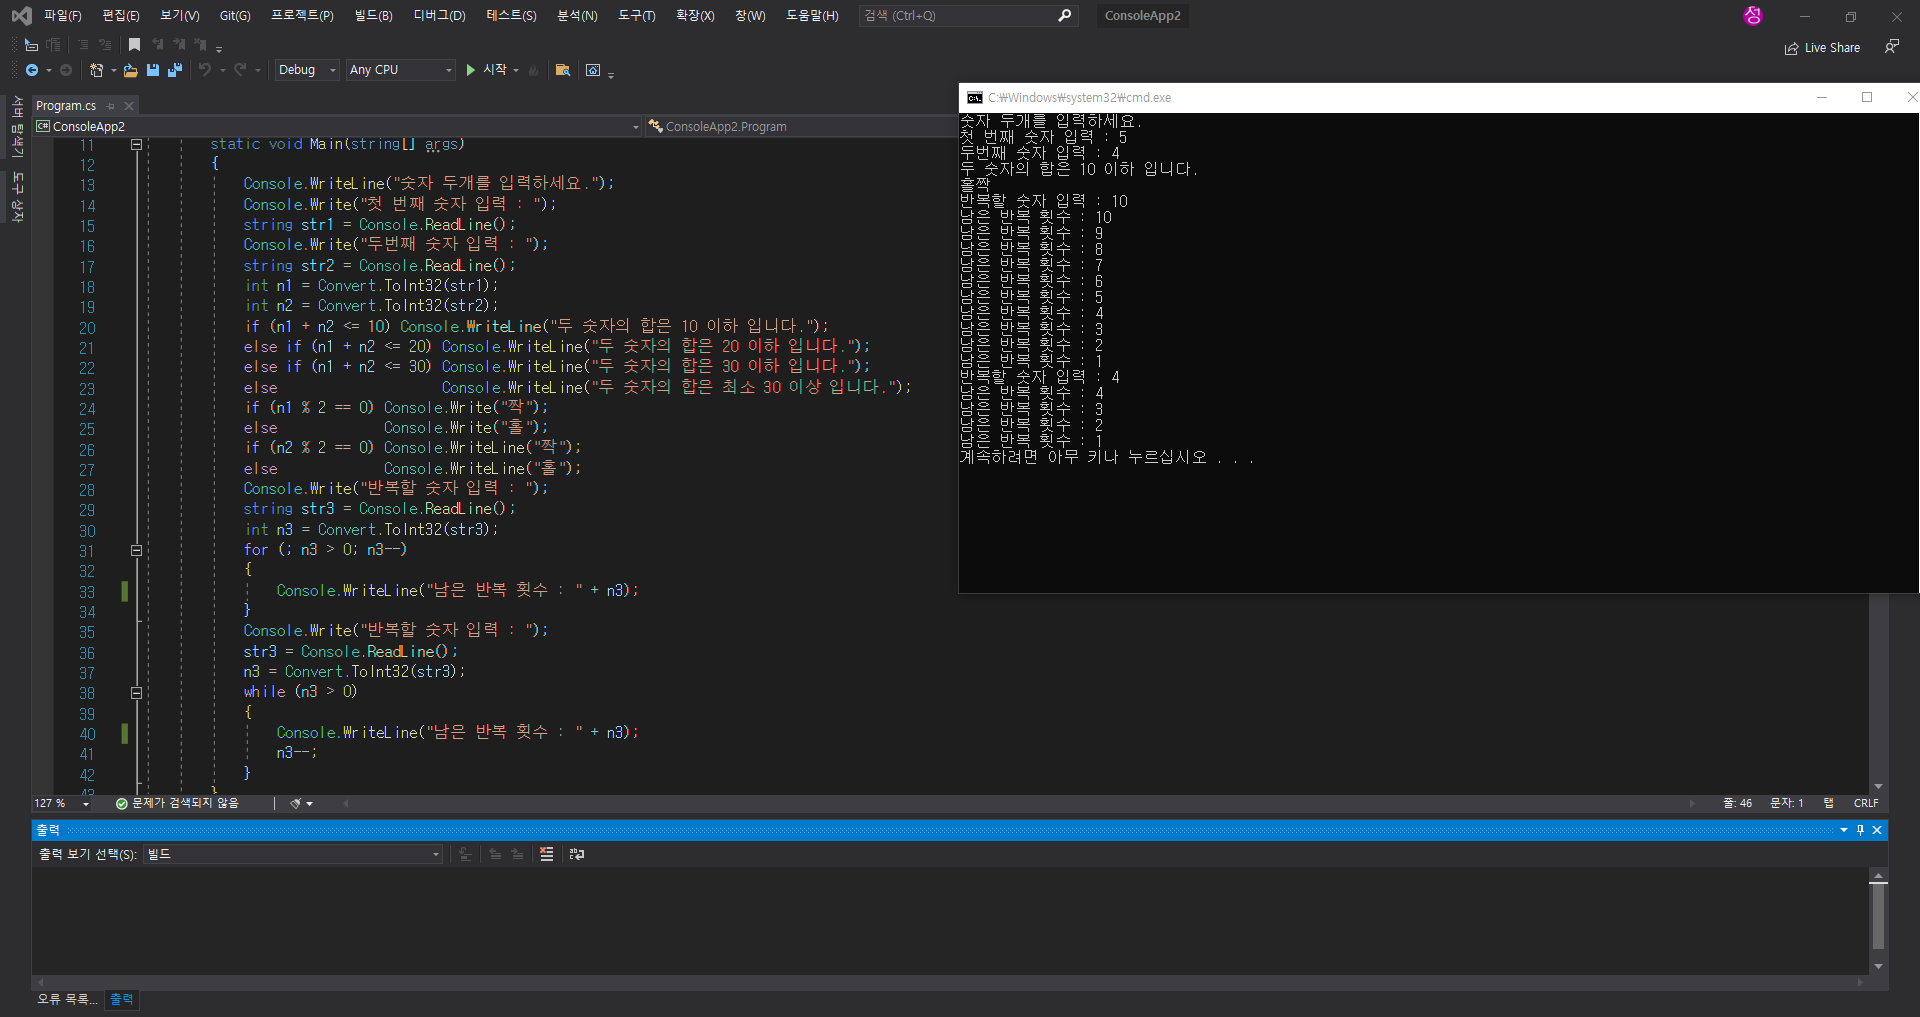 파일(F) 편집(E) 보기(V) Git(G) 프로젝트(P) 빌드(B) 디버그(D) 테스트(S) 분석(N) 도구(T) 확장(X) 창(W) 도움말(H) 검색 (Ctrl+Q) ConsoleApp2 성
Live Share
Debug Any CPU 시작
서버 탐색기
도구 상자
Program.cs
ConsoleApp2 ConsoleApp2.Program
11 static void Main(string[] args)
12 {
13 Console.WriteLine("숫자 두개를 입력하세요.");
14 Console.Write("첫 번째 숫자 입력 : ");
15 string str1 = Console.ReadLine();
16 Console.Write("두번째 숫자 입력 : ");
17 string str2 = Console.ReadLine();
18 int n1 = Convert.ToInt32(str1);
19 int n2 = Convert.ToInt32(str2);
20 if (n1 + n2 <= 10) Console.WriteLine("두 숫자의 합은 10 이하 입니다.");
21 else if (n1 + n2 <= 20) Console.WriteLine("두 숫자의 합은 20 이하 입니다.");
22 else if (n1 + n2 <= 30) Console.WriteLine("두 숫자의 합은 30 이하 입니다.");
23 else Console.WriteLine("두 숫자의 합은 최소 30 이상 입니다.");
24 if (n1 % 2 == 0) Console.Write("짝");
25 else Console.Write("홀");
26 if (n2 % 2 == 0) Console.WriteLine("짝");
27 else Console.WriteLine("홀");
28 Console.Write("반복할 숫자 입력 : ");
29 string str3 = Console.ReadLine();
30 int n3 = Convert.ToInt32(str3);
31 for (; n3 > 0; n3--)
32 {
33 Console.WriteLine("남은 반복 횟수 : " + n3);
34 }
35 Console.Write("반복할 숫자 입력 : ");
36 str3 = Console.ReadLine();
37 n3 = Convert.ToInt32(str3);
38 while (n3 > 0)
39 {
40 Console.WriteLine("남은 반복 횟수 : " + n3);
41 n3--;
42 }
43 }
127 % 문제가 검색되지 않음 줄: 46 문자: 1 탭 CRLF
C:₩Windows₩system32₩cmd.exe
숫자 두개를 입력하세요.
첫 번째 숫자 입력 : 5
두번째 숫자 입력 : 4
두 숫자의 합은 10 이하 입니다.
홀짝
반복할 숫자 입력 : 10
남은 반복 횟수 : 10
남은 반복 횟수 : 9
남은 반복 횟수 : 8
남은 반복 횟수 : 7
남은 반복 횟수 : 6
남은 반복 횟수 : 5
남은 반복 횟수 : 4
남은 반복 횟수 : 3
남은 반복 횟수 : 2
남은 반복 횟수 : 1
반복할 숫자 입력 : 4
남은 반복 횟수 : 4
남은 반복 횟수 : 3
남은 반복 횟수 : 2
남은 반복 횟수 : 1
계속하려면 아무 키나 누르십시오 . . .
출력
출력 보기 선택(S): 빌드
오류 목록... 출력